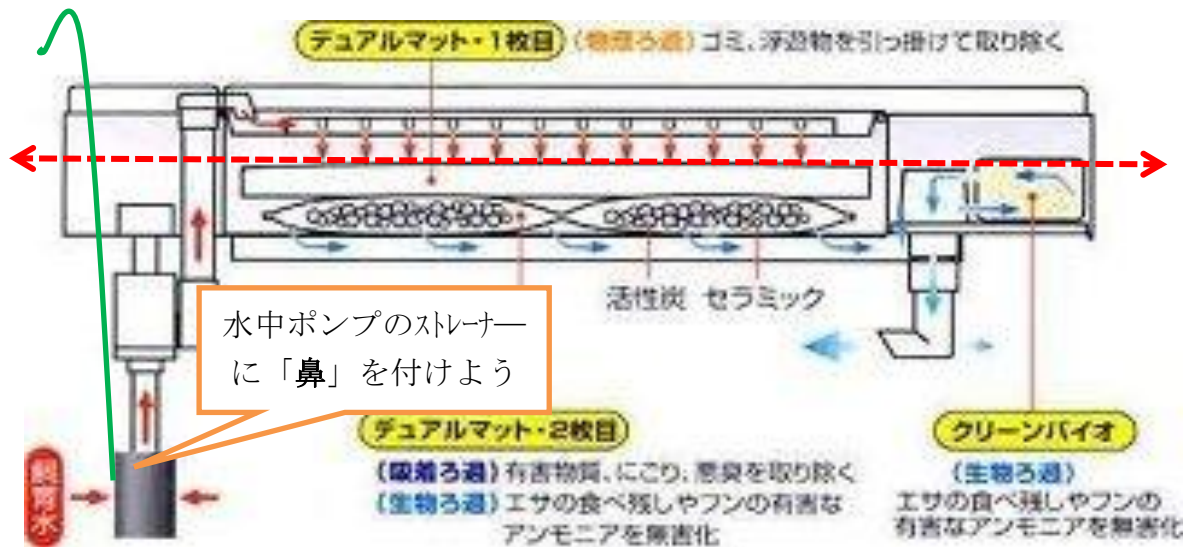 デュアルマット・1枚目 (物理ろ過) ゴミ、浮遊物を引っ掛けて取り除く
活性炭 セラミック
水中ポンプのストレーナー
に「鼻」を付けよう
飼育水
デュアルマット・2枚目
(吸着ろ過) 有害物質、にごり、悪臭を取り除く
(生物ろ過) エサの食べ残しやフンの有害な
アンモニアを無害化
クリーンバイオ
(生物ろ過)
エサの食べ残しやフンの
有害なアンモニアを無害化